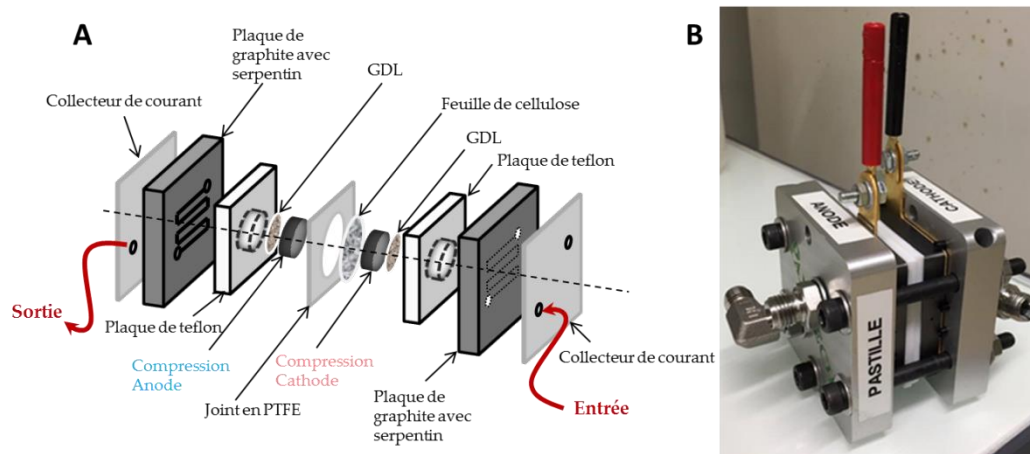 A
Plaque de
graphite avec
serpentin
GDL
Collecteur de courant
Feuille de cellulose
GDL
Plaque de teflon
Sortie
Plaque de teflon
Compression
Anode
Compression
Cathode
Joint en PTFE
Plaque de
graphite avec
serpentin
Collecteur de courant
Entrée
B
ANODE
CATHODE
PASTILLE